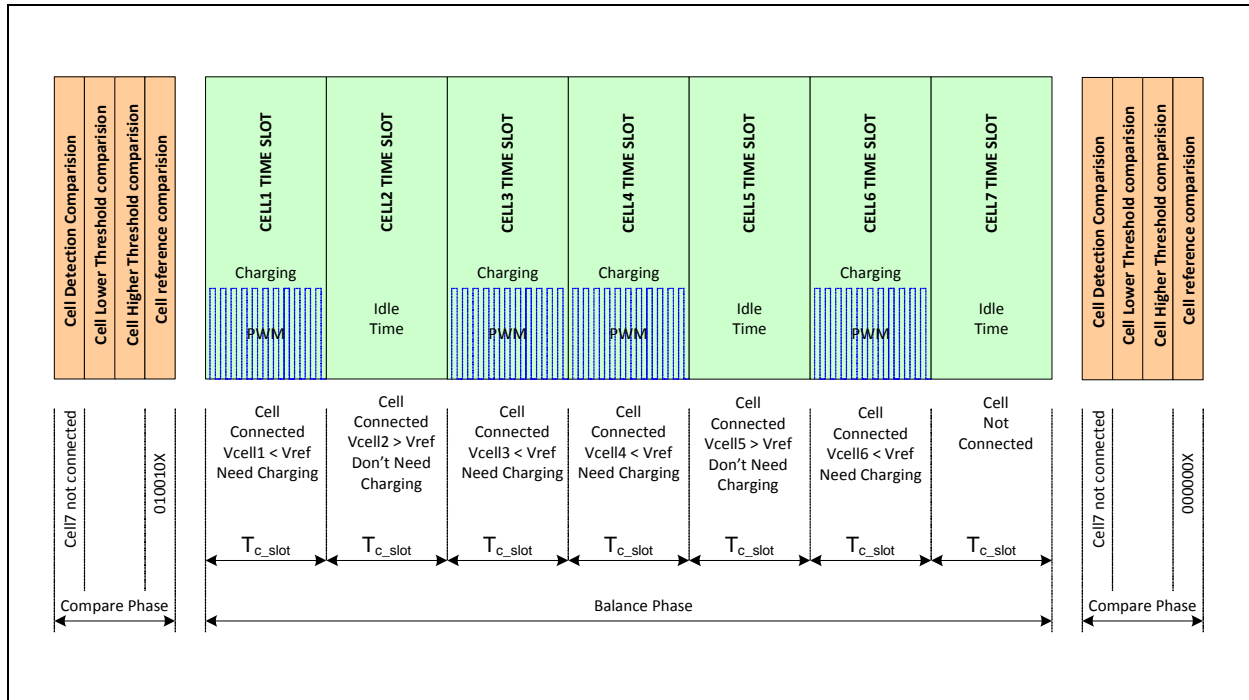 Cell Detection Comparision
Cell Lower Threshold comparision
Cell Higher Threshold comparision
Cell reference comparision
CELL1 TIME SLOT
CELL2 TIME SLOT
CELL3 TIME SLOT
CELL4 TIME SLOT
CELL5 TIME SLOT
CELL6 TIME SLOT
CELL7 TIME SLOT
Cell Detection Comparision
Cell Lower Threshold comparision
Cell Higher Threshold comparision
Cell reference comparision
Charging
PWM
Idle
Time
Charging
PWM
Charging
PWM
Idle
Time
Charging
PWM
Idle
Time
Cell7 not connected
010010X
Cell
Connected
Vcell1 < Vref
Need Charging
Cell
Connected
Vcell2 > Vref
Don't Need
Charging
Cell
Connected
Vcell3 < Vref
Need Charging
Cell
Connected
Vcell4 < Vref
Need Charging
Cell
Connected
Vcell5 > Vref
Don't Need
Charging
Cell
Connected
Vcell6 < Vref
Need Charging
Cell
Not
Connected
Cell7 not connected
000000X
Tc_slot
Tc_slot
Tc_slot
Tc_slot
Tc_slot
Tc_slot
Tc_slot
Compare Phase
Balance Phase
Compare Phase